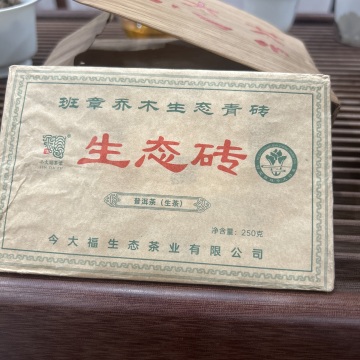 班章乔木生态青砖
生态砖
普洱茶（生茶）
净含量：250克
今大福生态茶业有限公司